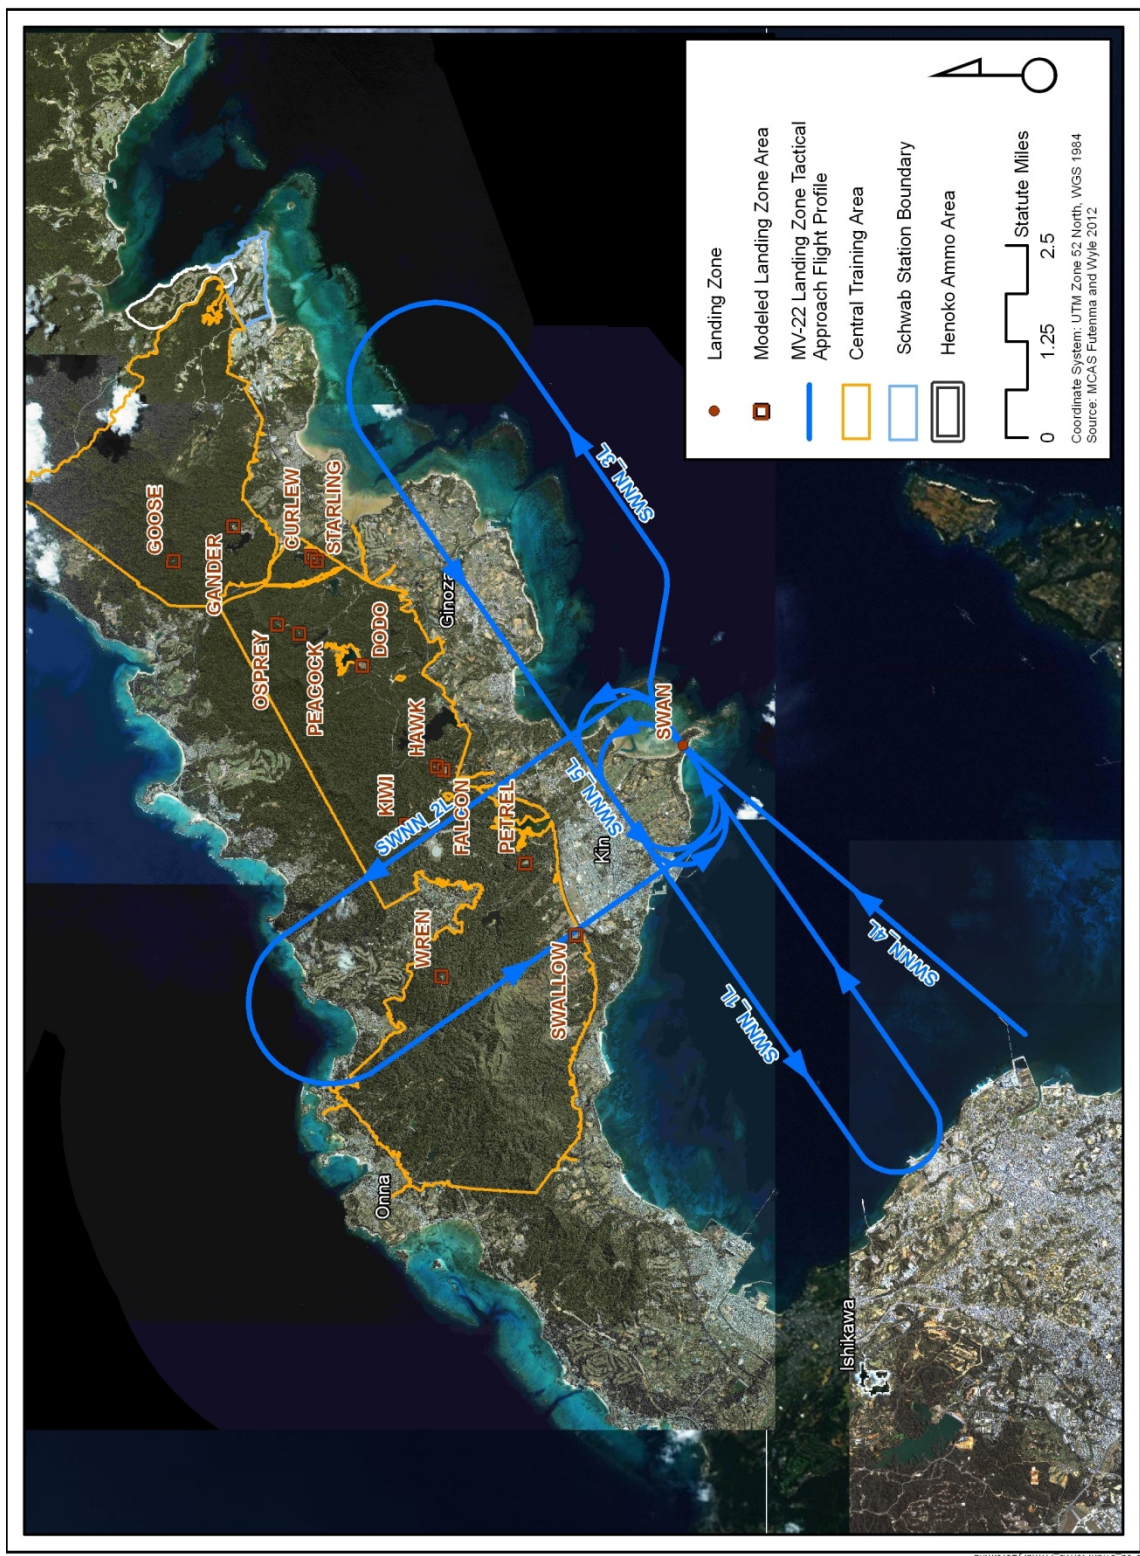 GOOSE
GANDER
CURLEW
STARLING
OSPREY
PEACOCK
DODO
HAWK
KIWI
FALCON
PETREL
WREN
SWALLOW
SWAN
Ginoza
Kin
Onna
Ishikawa
SWNN_2L
SWNN_3L
SWNN_5L
SWNN_1L
SWNN_4L
Landing Zone
Modeled Landing Zone Area
MV-22 Landing Zone Tactical
Approach Flight Profile
Central Training Area
Schwab Station Boundary
Henoko Ammo Area
Statute Miles
0 1.25 2.5
Coordinate System: UTM Zone 52 North, WGS 1984
Source: MCAS Futenma and Wyle 2012